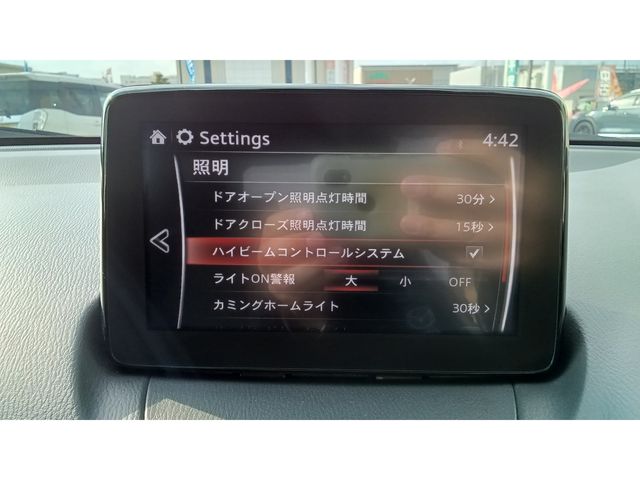 Settings 4:42
照明
ドアオープン照明点灯時間 30分
ドアクローズ照明点灯時間 15秒
ハイビームコントロールシステム
ライトON警報 大 小 OFF
カミングホームライト 30秒